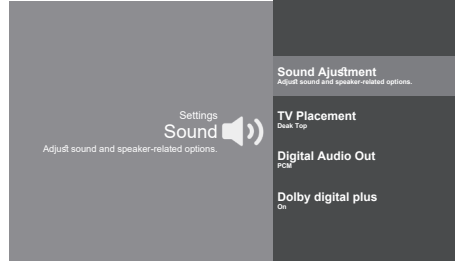 Settings
Sound
Adjust sound and speaker-related options.
Sound Ajustment
Adjust sound and speaker-related options.
TV Placement
Deak Top
Digital Audio Out
PCM
Dolby digital plus
On